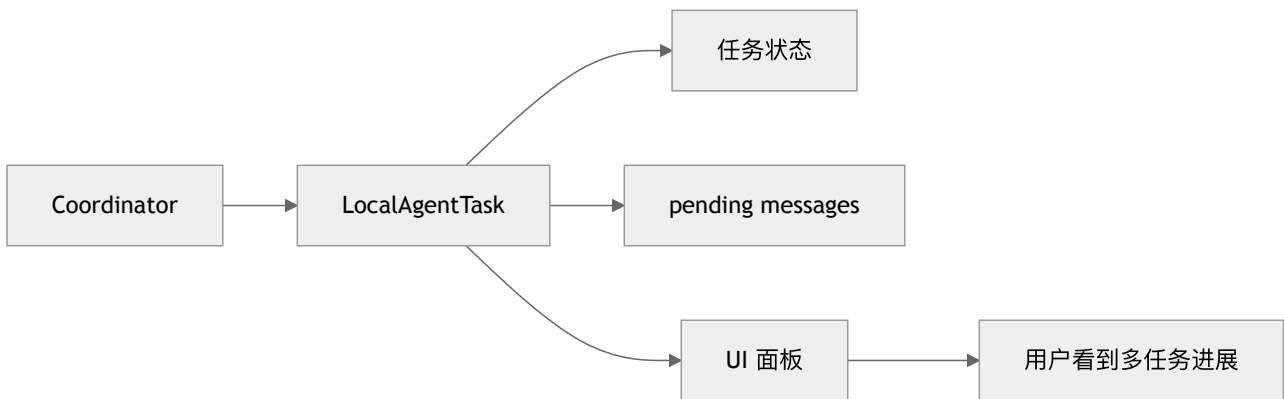 任务状态
Coordinator
LocalAgentTask
pending messages
UI 面板
用户看到多任务进展